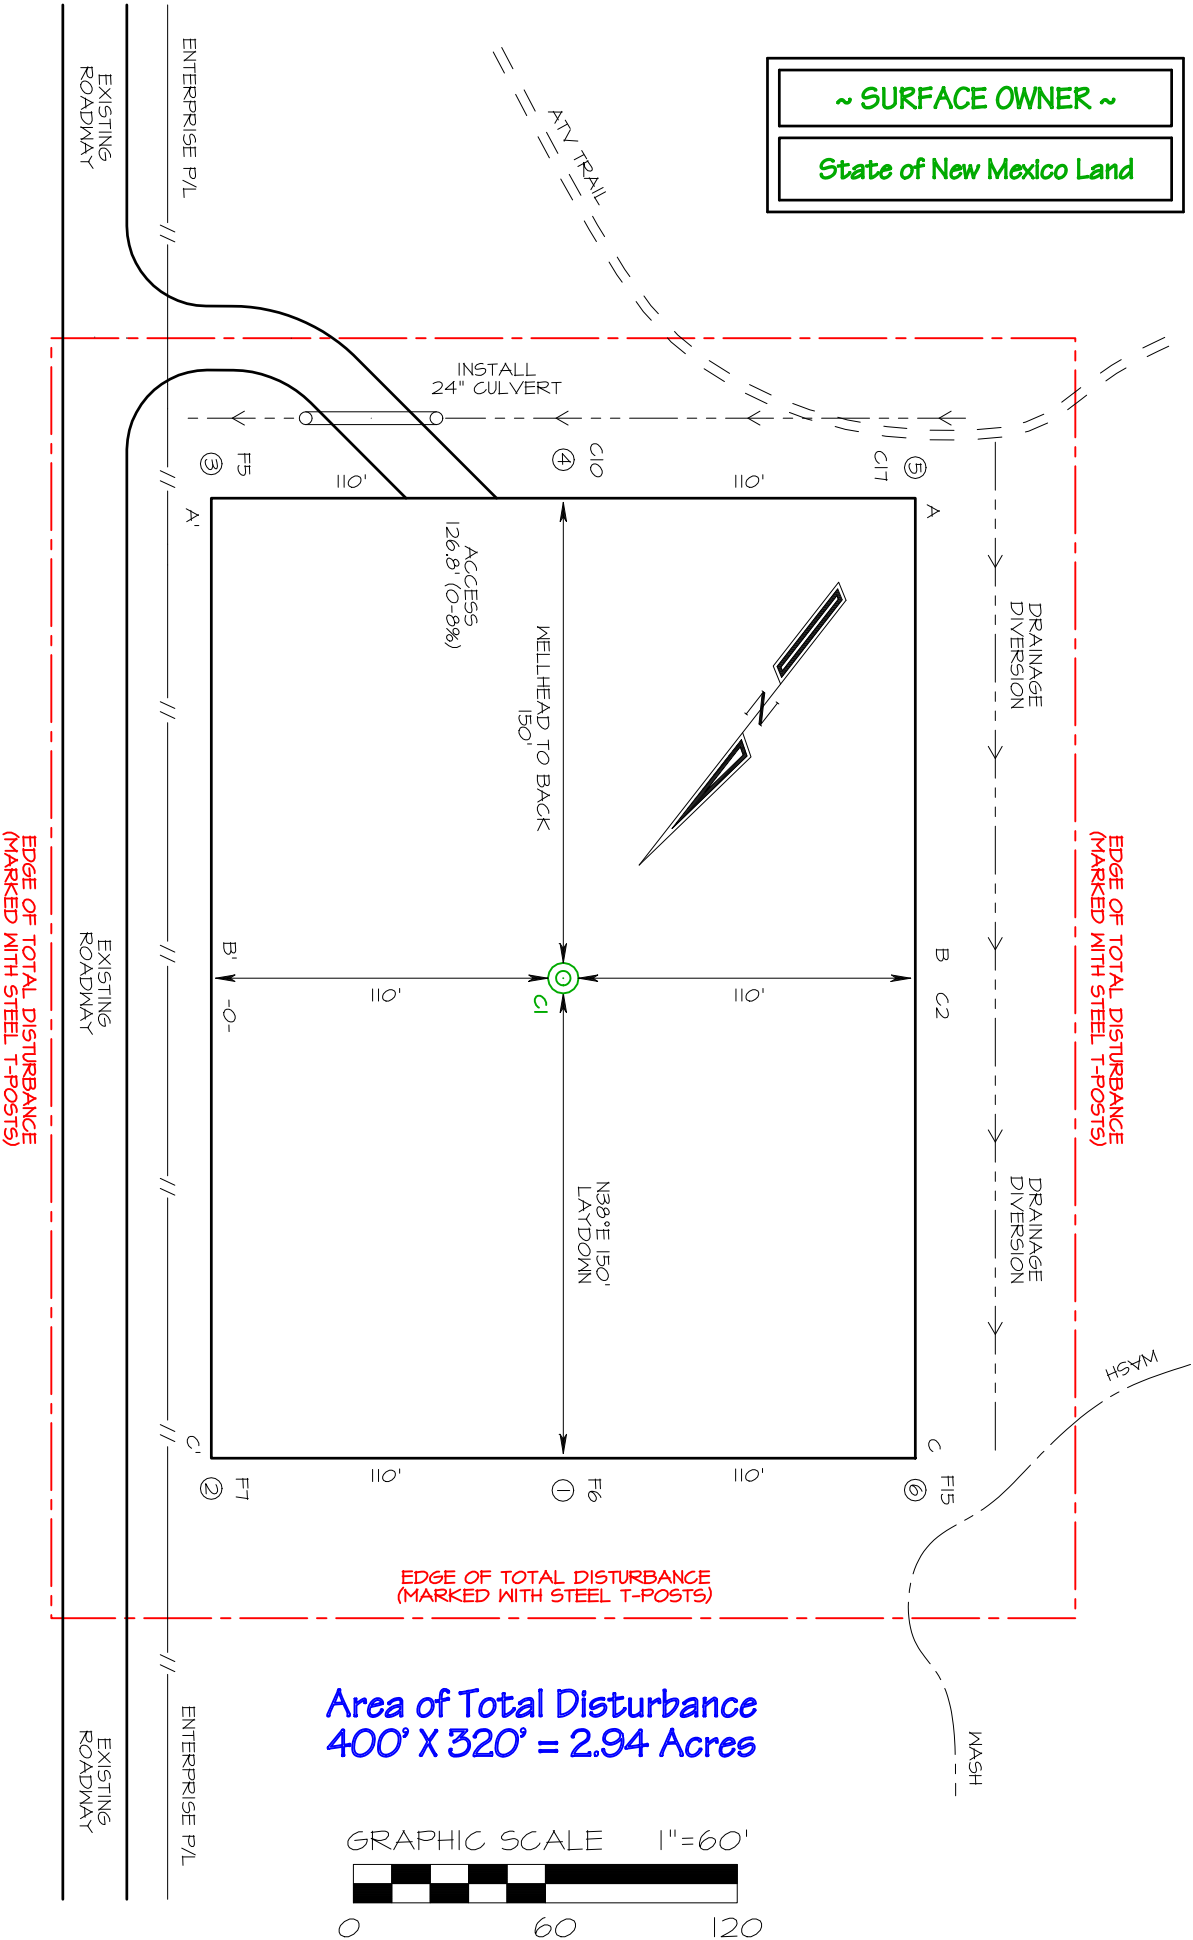 ~ SURFACE OWNER ~
State of New Mexico Land
EXISTING
ROADWAY
ENTERPRISE P/L
ATV TRAIL
INSTALL
24" CULVERT
3
F5
110'
4
C10
110'
C17
5
A'
A
ACCESS
126.8' (0-8%)
WELLHEAD TO BACK
150'
N
DRAINAGE
DIVERSION
EDGE OF TOTAL DISTURBANCE
(MARKED WITH STEEL T-POSTS)
EDGE OF TOTAL DISTURBANCE
(MARKED WITH STEEL T-POSTS)
EXISTING
ROADWAY
B' -0-
110'
C1
110'
B C2
N38°E 150'
LAYDOWN
DRAINAGE
DIVERSION
WASH
C'
C
2
F7
110'
1
F6
110'
6
F15
EDGE OF TOTAL DISTURBANCE
(MARKED WITH STEEL T-POSTS)
WASH
Area of Total Disturbance
400' X 320' = 2.94 Acres
EXISTING
ROADWAY
ENTERPRISE P/L
GRAPHIC SCALE 1"=60'
0 60 120